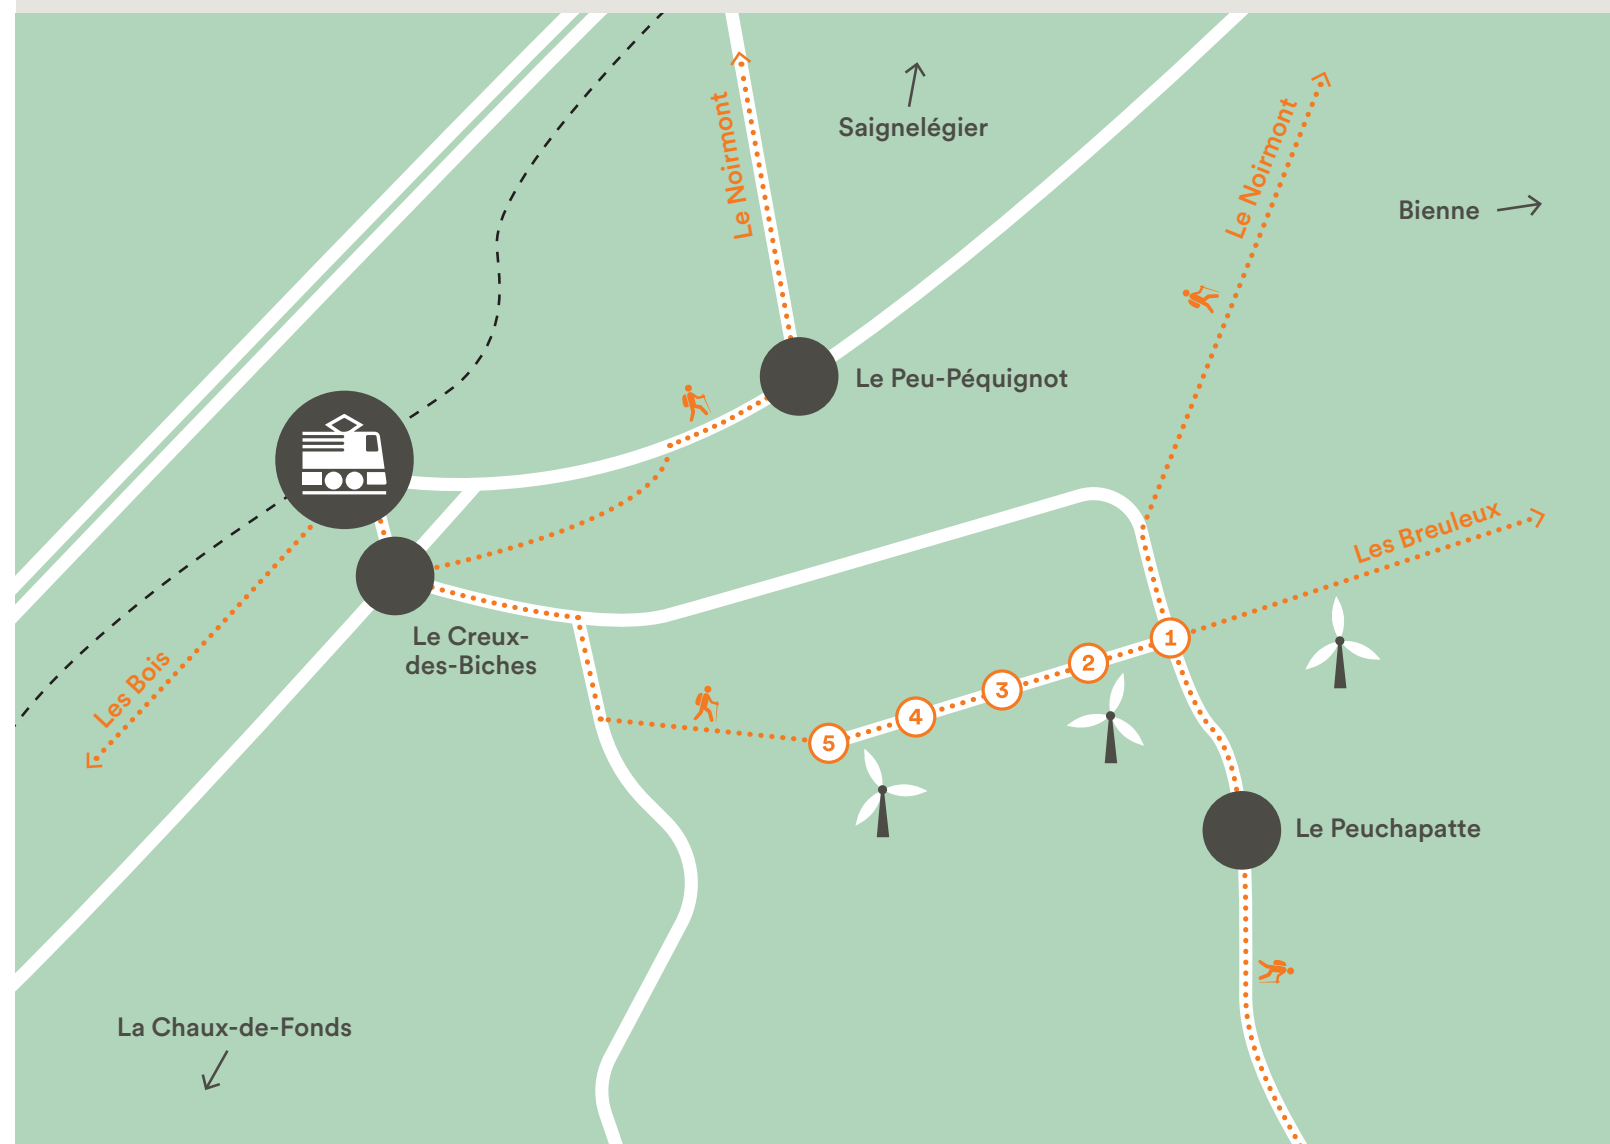 Le Noirmont
Saignelégier
Le Noirmont
Bienne
Le Peu-Péquignot
Les Breuleux
Le Creux-
des-Biches
Les Bois
1
2
3
4
5
Le Peuchapatte
La Chaux-de-Fonds